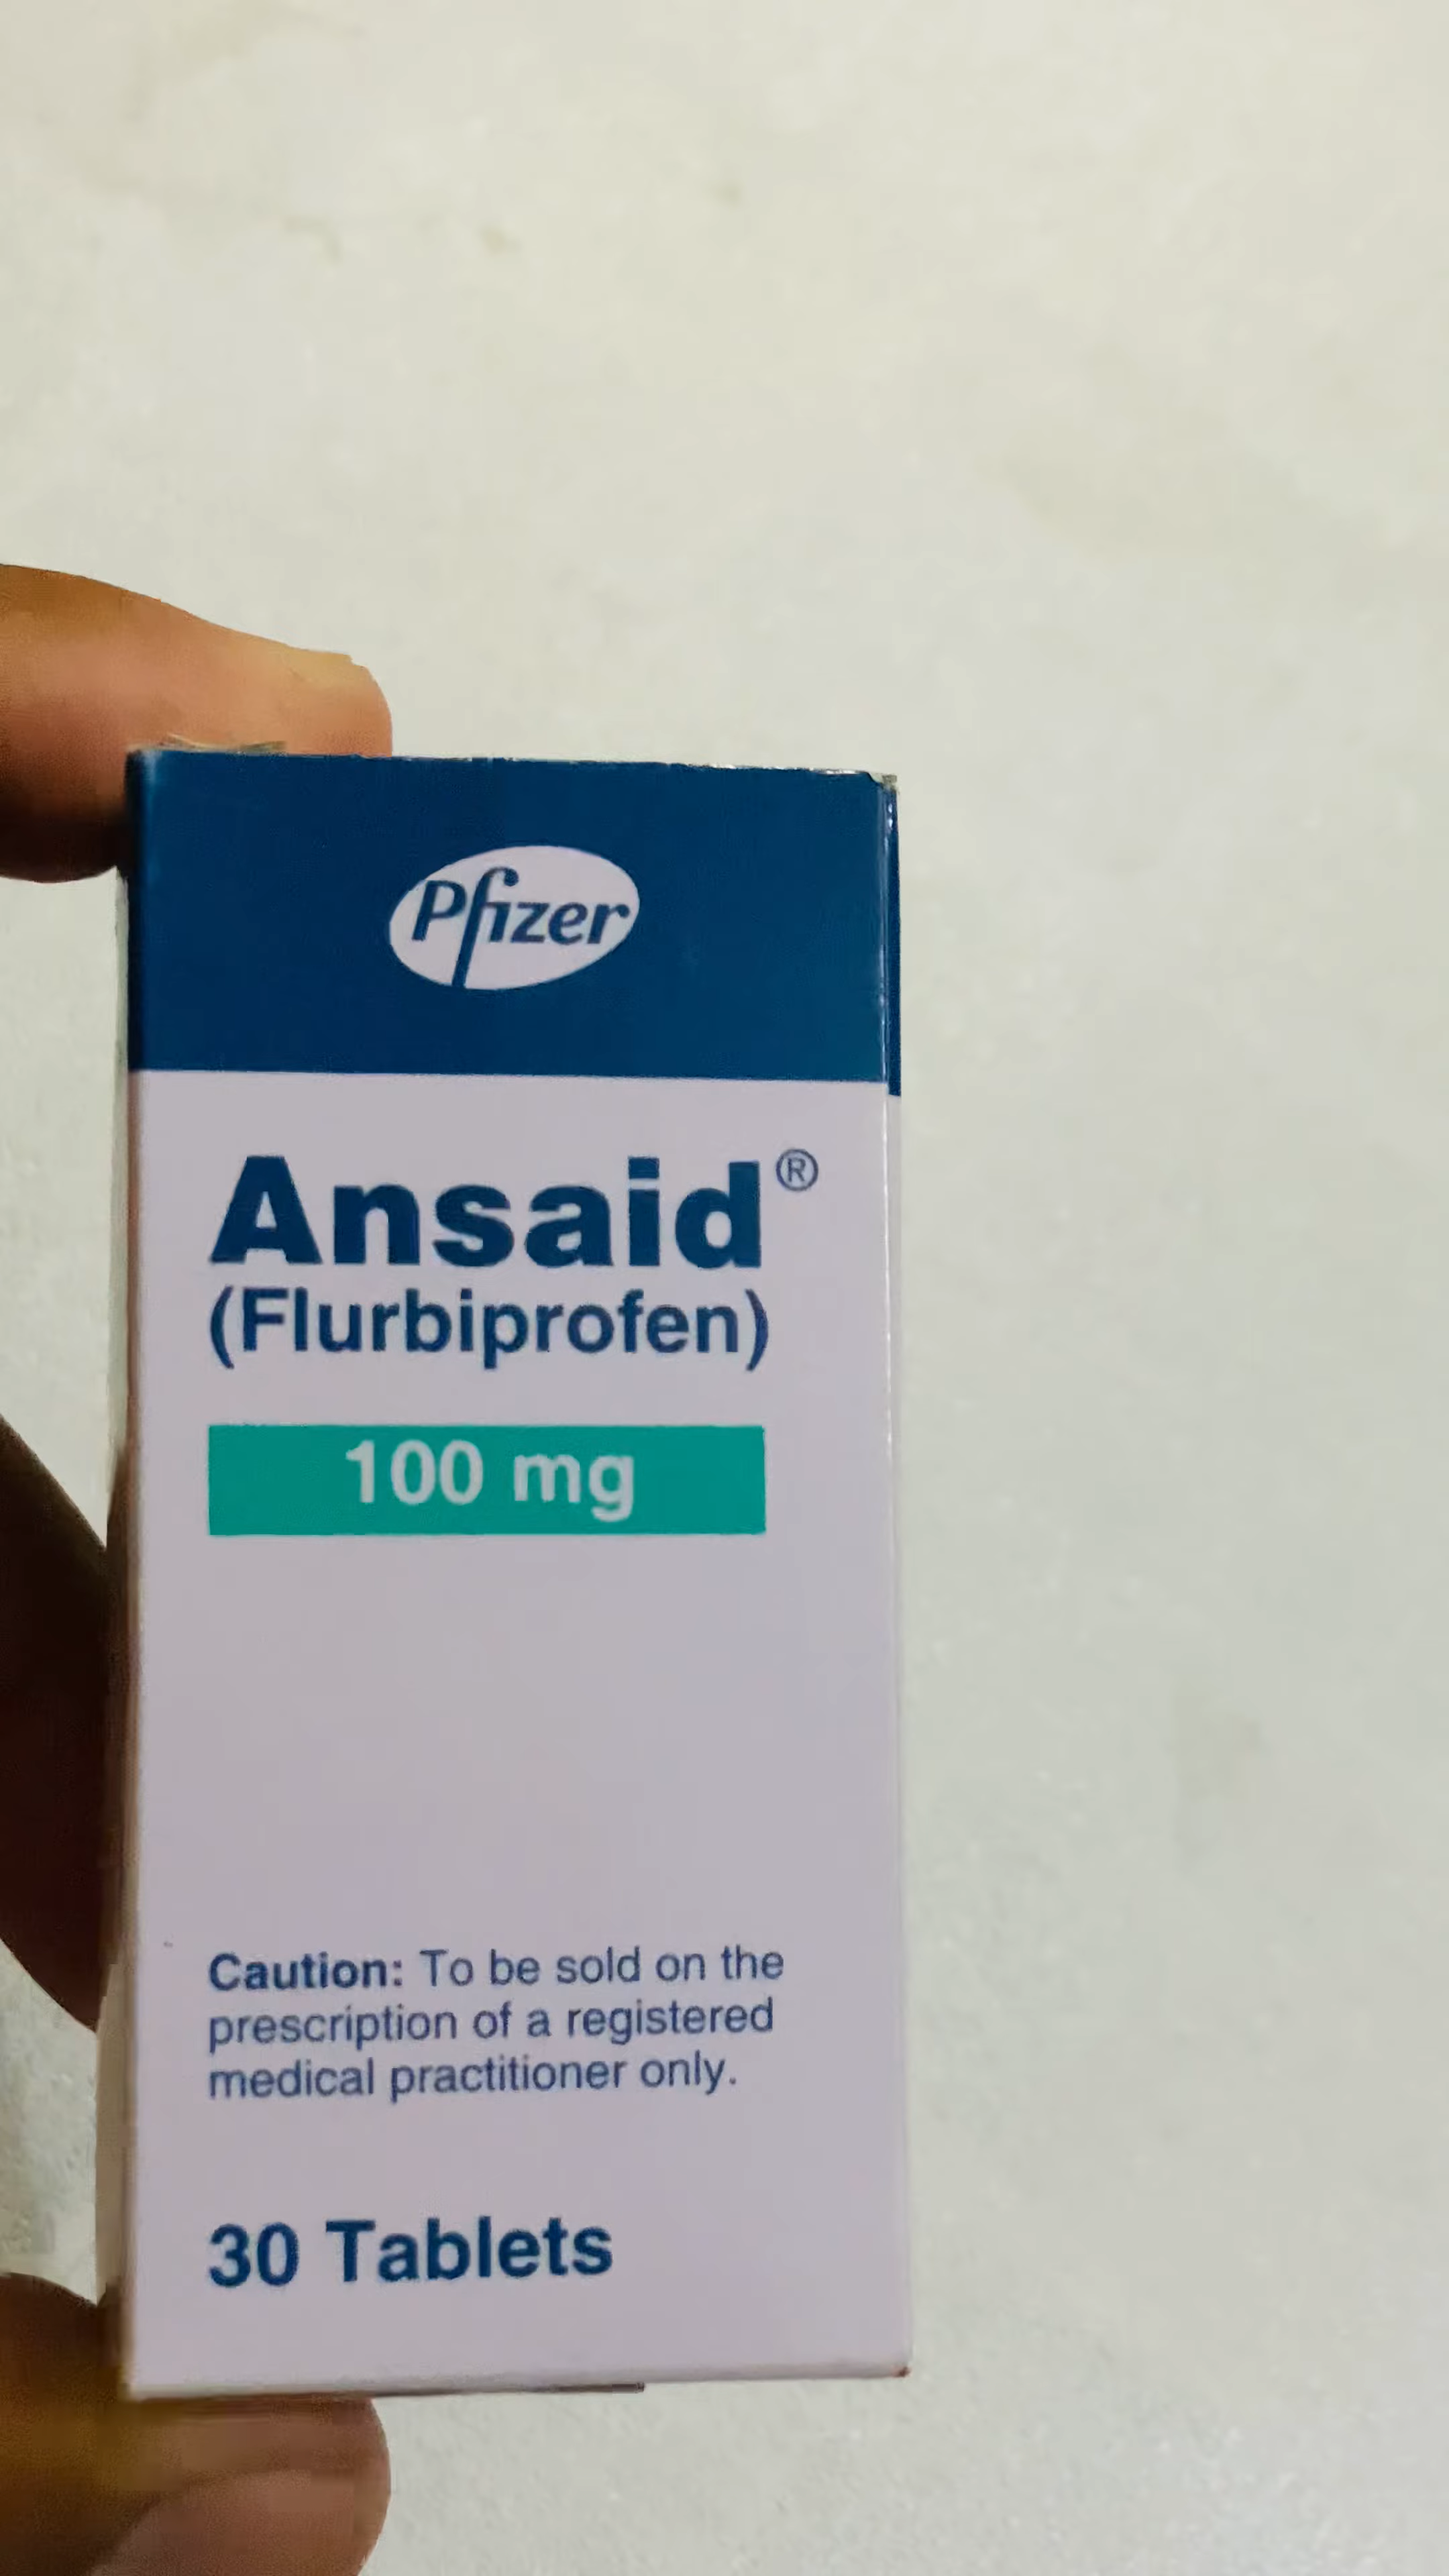 Pfizer
Ansaid®
(Flurbiprofen)
100 mg
Caution: To be sold on the
prescription of a registered
medical practitioner only.
30 Tablets